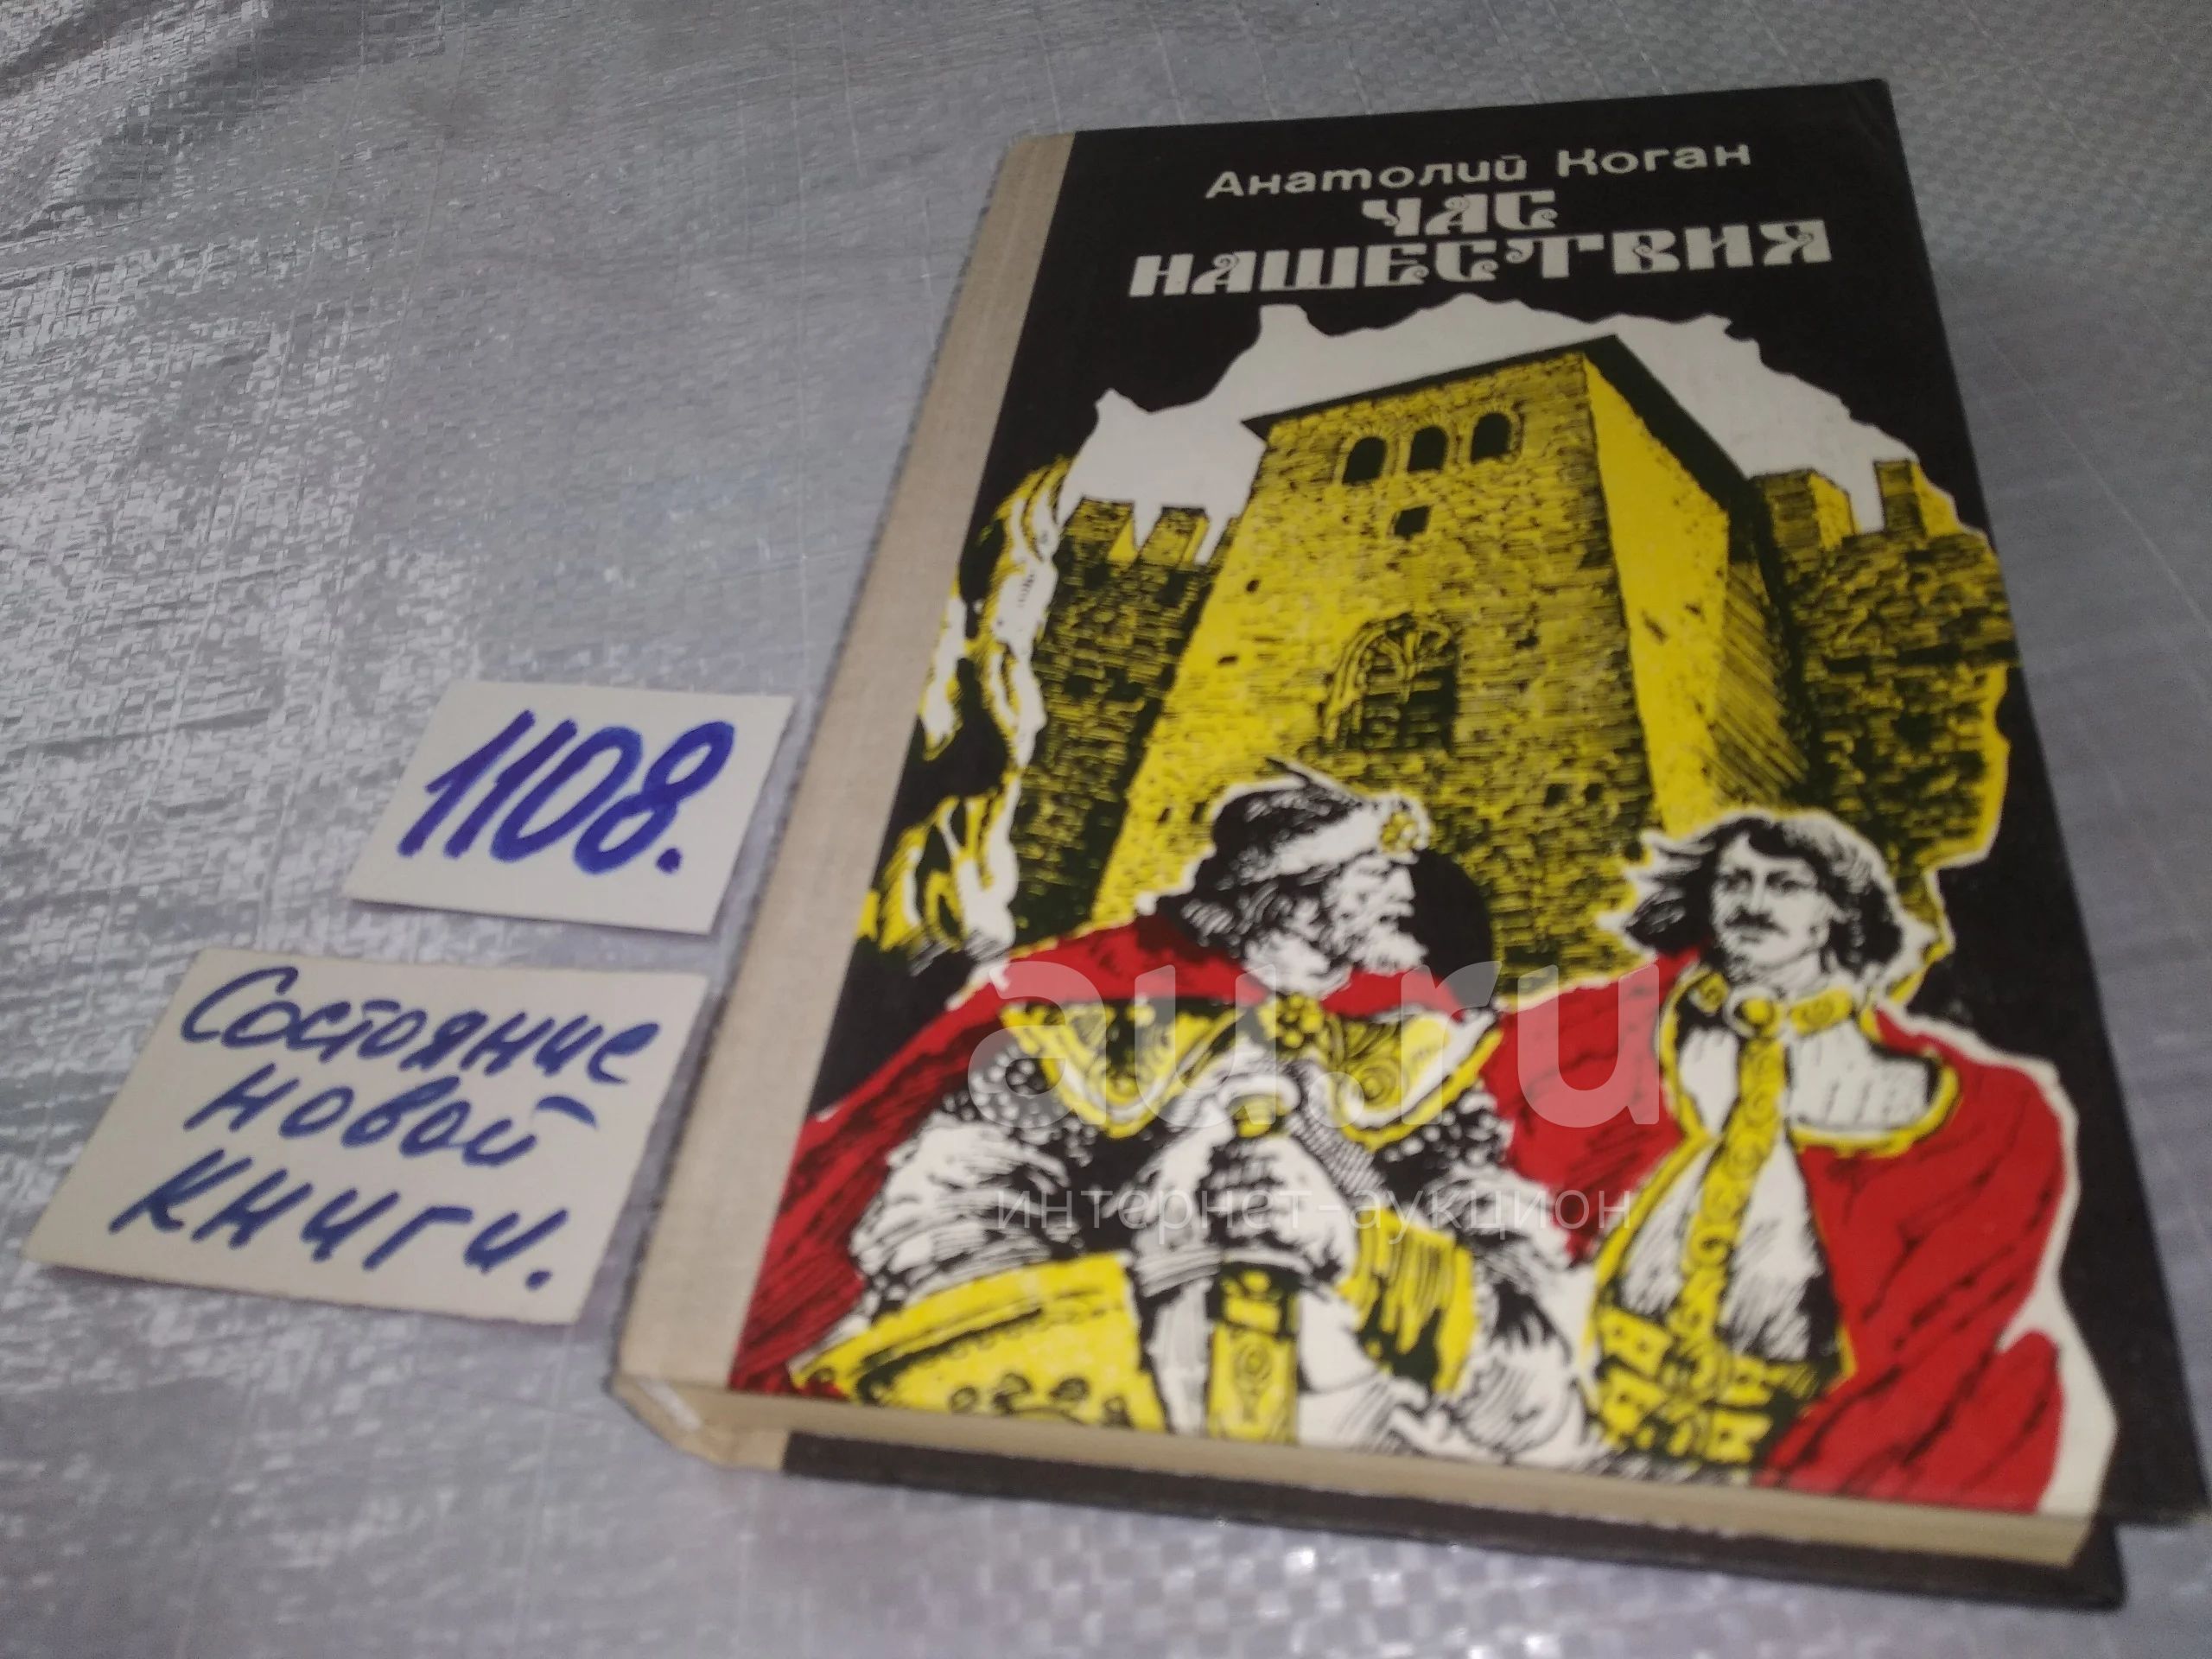 Анатолий Коган
ЧАС
НАШЕСТВИЯ
1108.
Состояние
новой
книги.
au.ru
интернет-аукцион